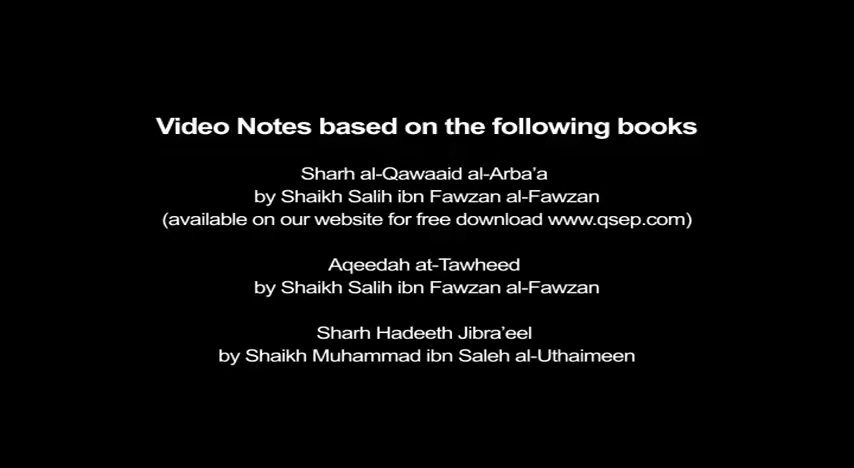 Video Notes based on the following books
Sharh al-Qawaaid al-Arba'a
by Shaikh Salih ibn Fawzan al-Fawzan
(available on our website for free download www.qsep.com)
Aqeedah at-Tawheed
by Shaikh Salih ibn Fawzan al-Fawzan
Sharh Hadeeth Jibra'eel
by Shaikh Muhammad ibn Saleh al-Uthaimeen